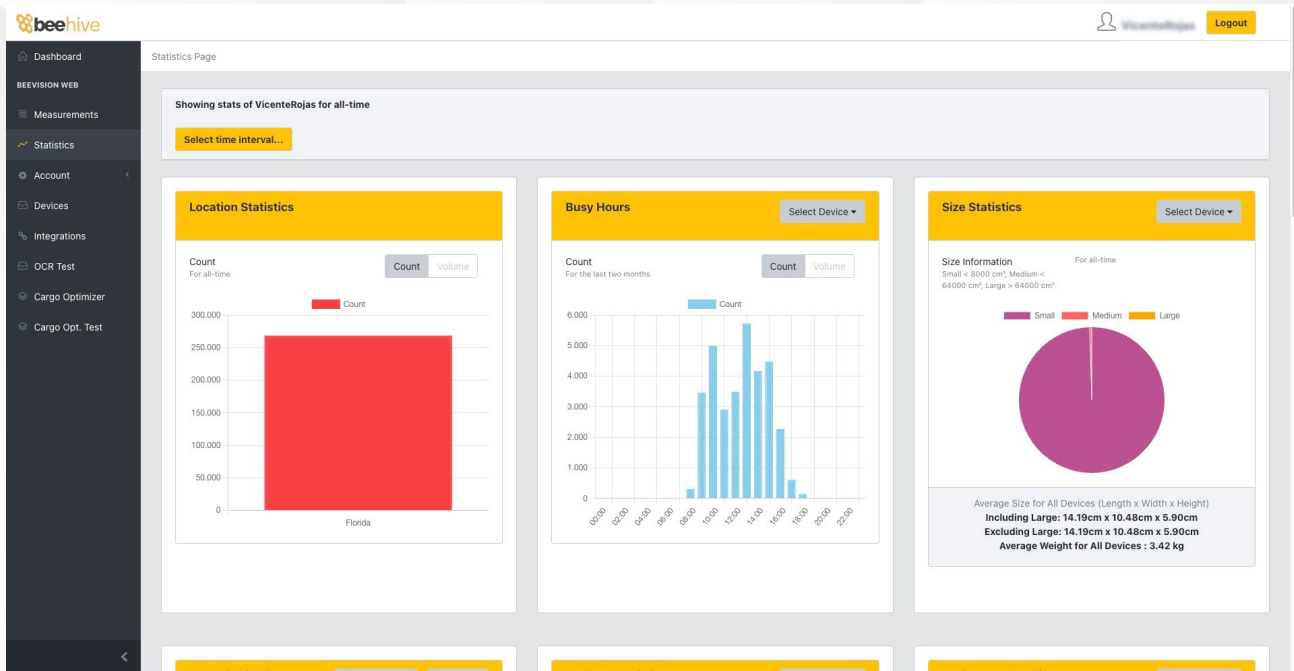 beehive
VicenteRojas
Logout
Dashboard
Statistics Page
BEEVISION WEB
Measurements
Statistics
Account
Devices
Integrations
OCR Test
Cargo Optimizer
Cargo Opt. Test
Showing stats of VicenteRojas for all-time
Select time interval...
Location Statistics
Count
For all-time
Count Volume
Count
300.000
250.000
200.000
150.000
100.000
50.000
0
Florida
Busy Hours
Select Device
Count
For the last two months
Count Volume
Count
6.000
5.000
4.000
3.000
2.000
1.000
0
00:00 02:00 04:00 06:00 08:00 10:00 12:00 14:00 16:00 18:00 20:00 22:00
Size Statistics
Select Device
Size Information
For all-time
Small < 8000 cm³, Medium <
64000 cm³, Large > 64000 cm³
Small Medium Large
Average Size for All Devices (Length x Width x Height)
Including Large: 14.19cm x 10.48cm x 5.90cm
Excluding Large: 14.19cm x 10.48cm x 5.90cm
Average Weight for All Devices : 3.42 kg